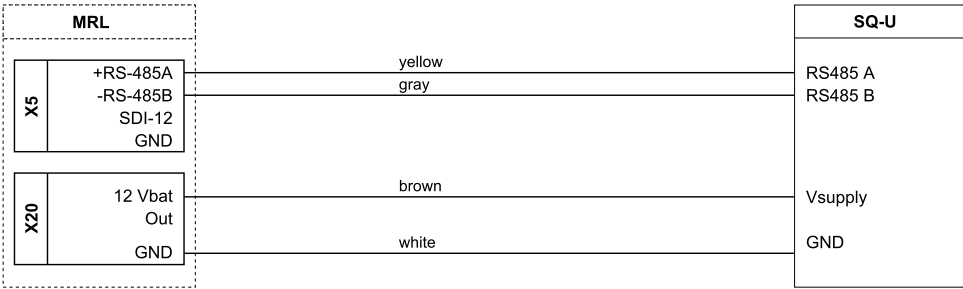 MRL
SQ-U
X5
+RS-485A
yellow
RS485 A
-RS-485B
gray
RS485 B
SDI-12
GND
X20
12 Vbat
brown
Vsupply
Out
GND
white
GND